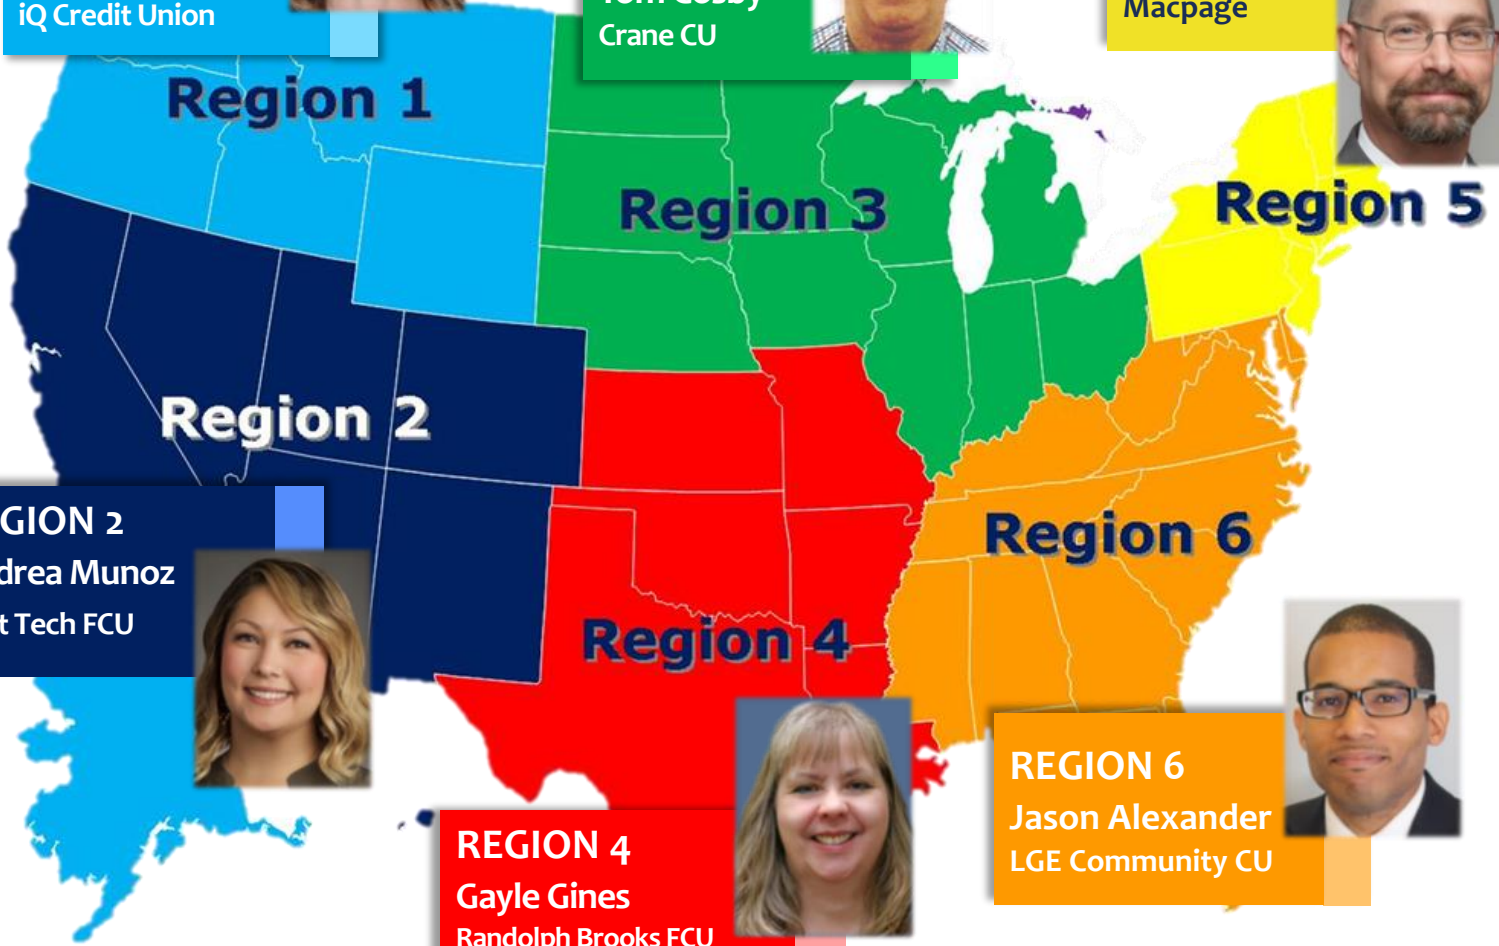 iQ Credit Union
Tom Cosby
Crane CU
Macpage
Region 1
Region 3
Region 5
Region 2
GION 2
drea Munoz
t Tech FCU
Region 6
Region 4
REGION 6
Jason Alexander
LGE Community CU
REGION 4
Gayle Gines
Randolph Brooks FCU